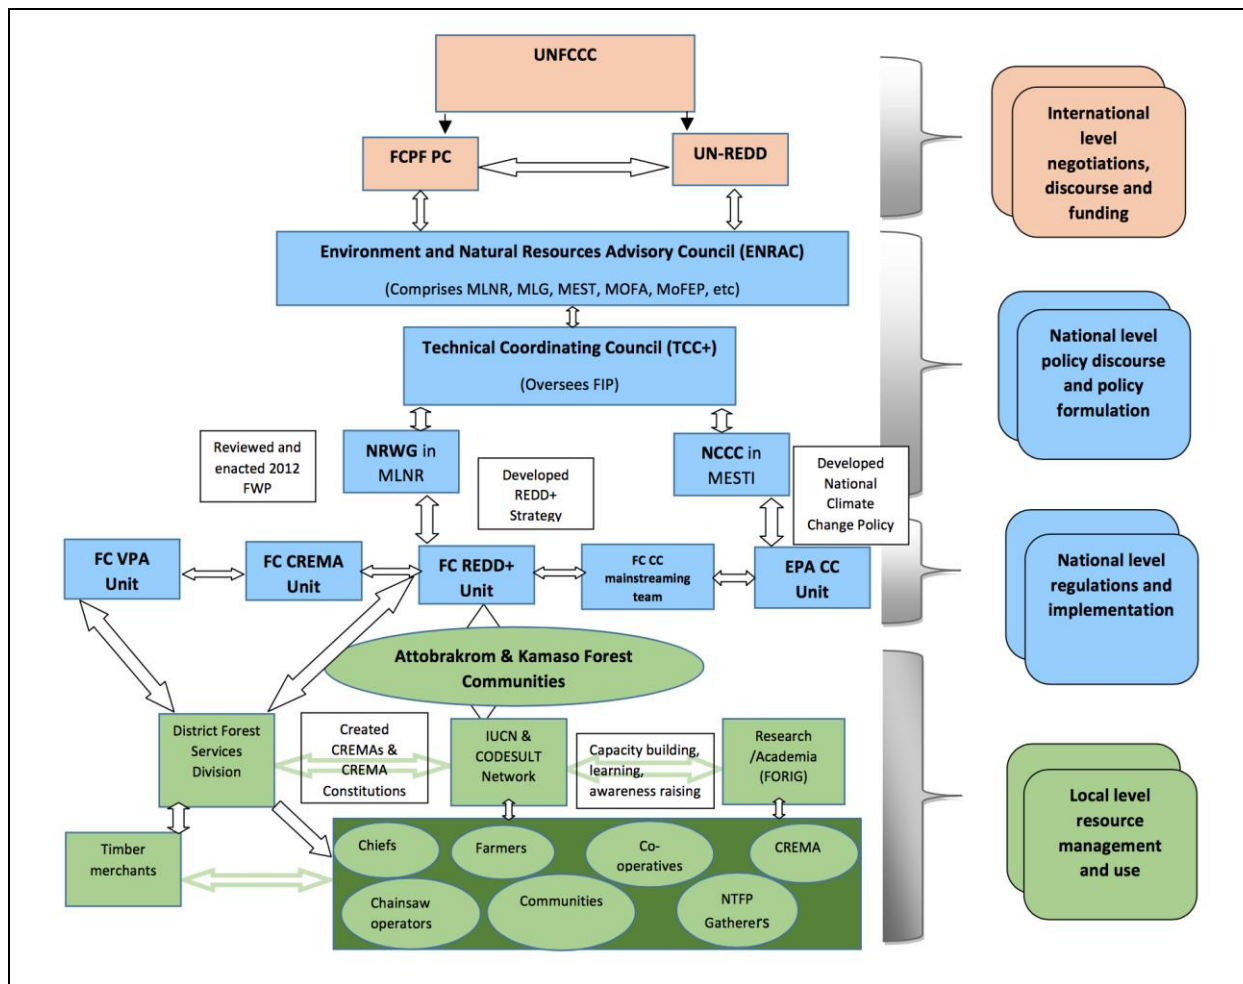 UNFCCC
FCPF PC
UN-REDD
International
level
negotiations,
discourse and
funding
Environment and Natural Resources Advisory Council (ENRAC)
(Comprises MLNR, MLG, MEST, MOFA, MoFEP, etc)
Technical Coordinating Council (TCC+)
(Oversees FIP)
National level
policy discourse
and policy
formulation
Reviewed and
enacted 2012
FWP
NRWG in
MLNR
Developed
REDD+
Strategy
NCCC in
MESTI
Developed
National
Climate
Change Policy
FC VPA
Unit
FC CREMA
Unit
FC REDD+
Unit
FC CC
mainstreaming
team
EPA CC
Unit
National level
regulations and
implementation
Attobrakrom & Kamaso Forest
Communities
District Forest
Services
Division
Created
CREMAs &
CREMA
Constitutions
IUCN &
CODESULT
Network
Capacity building,
learning,
awareness raising
Research
/Academia
(FORIG)
Timber
merchants
Chiefs
Farmers
Co-
operatives
CREMA
Chainsaw
operators
Communities
NTFP
Gatherers
Local level
resource
management
and use